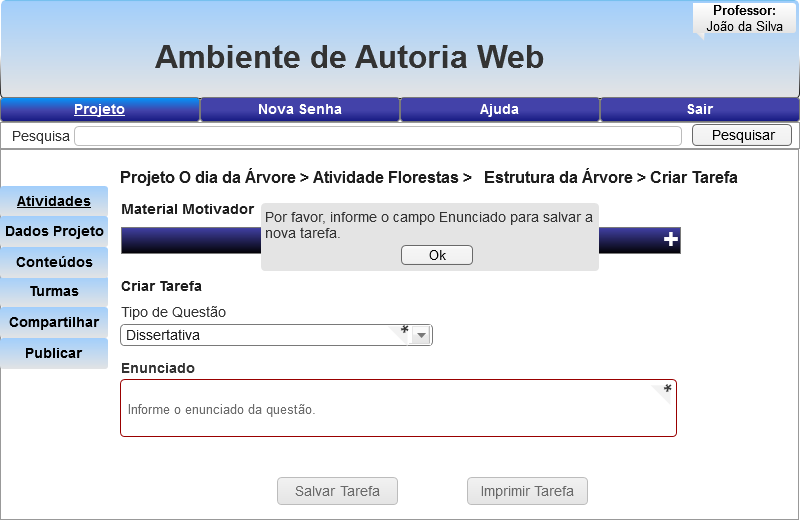 Professor:
João da Silva
Ambiente de Autoria Web
Projeto
Nova Senha
Ajuda
Sair
Pesquisa
Pesquisar
Projeto O dia da Árvore > Atividade Florestas > Estrutura da Árvore > Criar Tarefa
Atividades
Dados Projeto
Conteúdos
Turmas
Compartilhar
Publicar
Material Motivador
Por favor, informe o campo Enunciado para salvar a
nova tarefa.
Ok
Criar Tarefa
Tipo de Questão
Dissertativa *
Enunciado
*
Informe o enunciado da questão.
Salvar Tarefa
Imprimir Tarefa